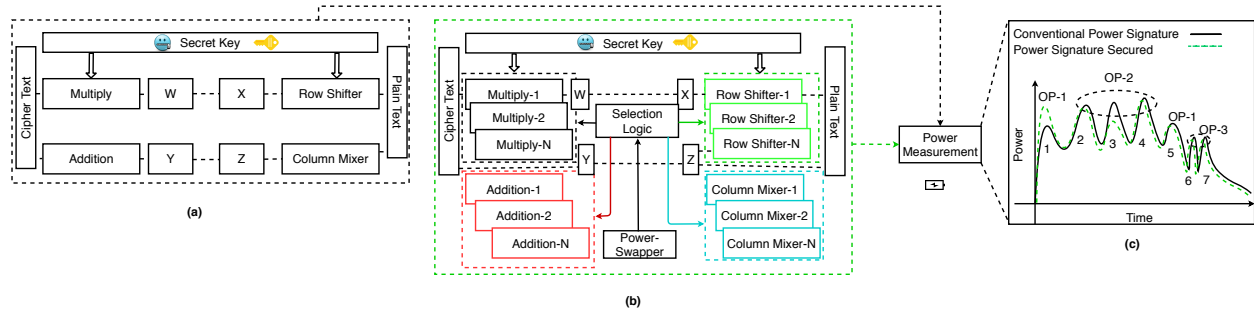 Secret Key
Cipher Text
Multiply
W
X
Row Shifter
Plain Text
Addition
Y
Z
Column Mixer
(a)
Secret Key
Cipher Text
Multiply-1
Multiply-2
Multiply-N
W
X
Selection
Logic
Y
Z
Row Shifter-1
Row Shifter-2
Row Shifter-N
Plain Text
Addition-1
Addition-2
Addition-N
Power-
Swapper
Column Mixer-1
Column Mixer-2
Column Mixer-N
(b)
Power
Measurement
Conventional Power Signature
Power Signature Secured
OP-2
OP-1
OP-1
OP-3
Power
1
2
3
4
5
6
7
Time
(c)